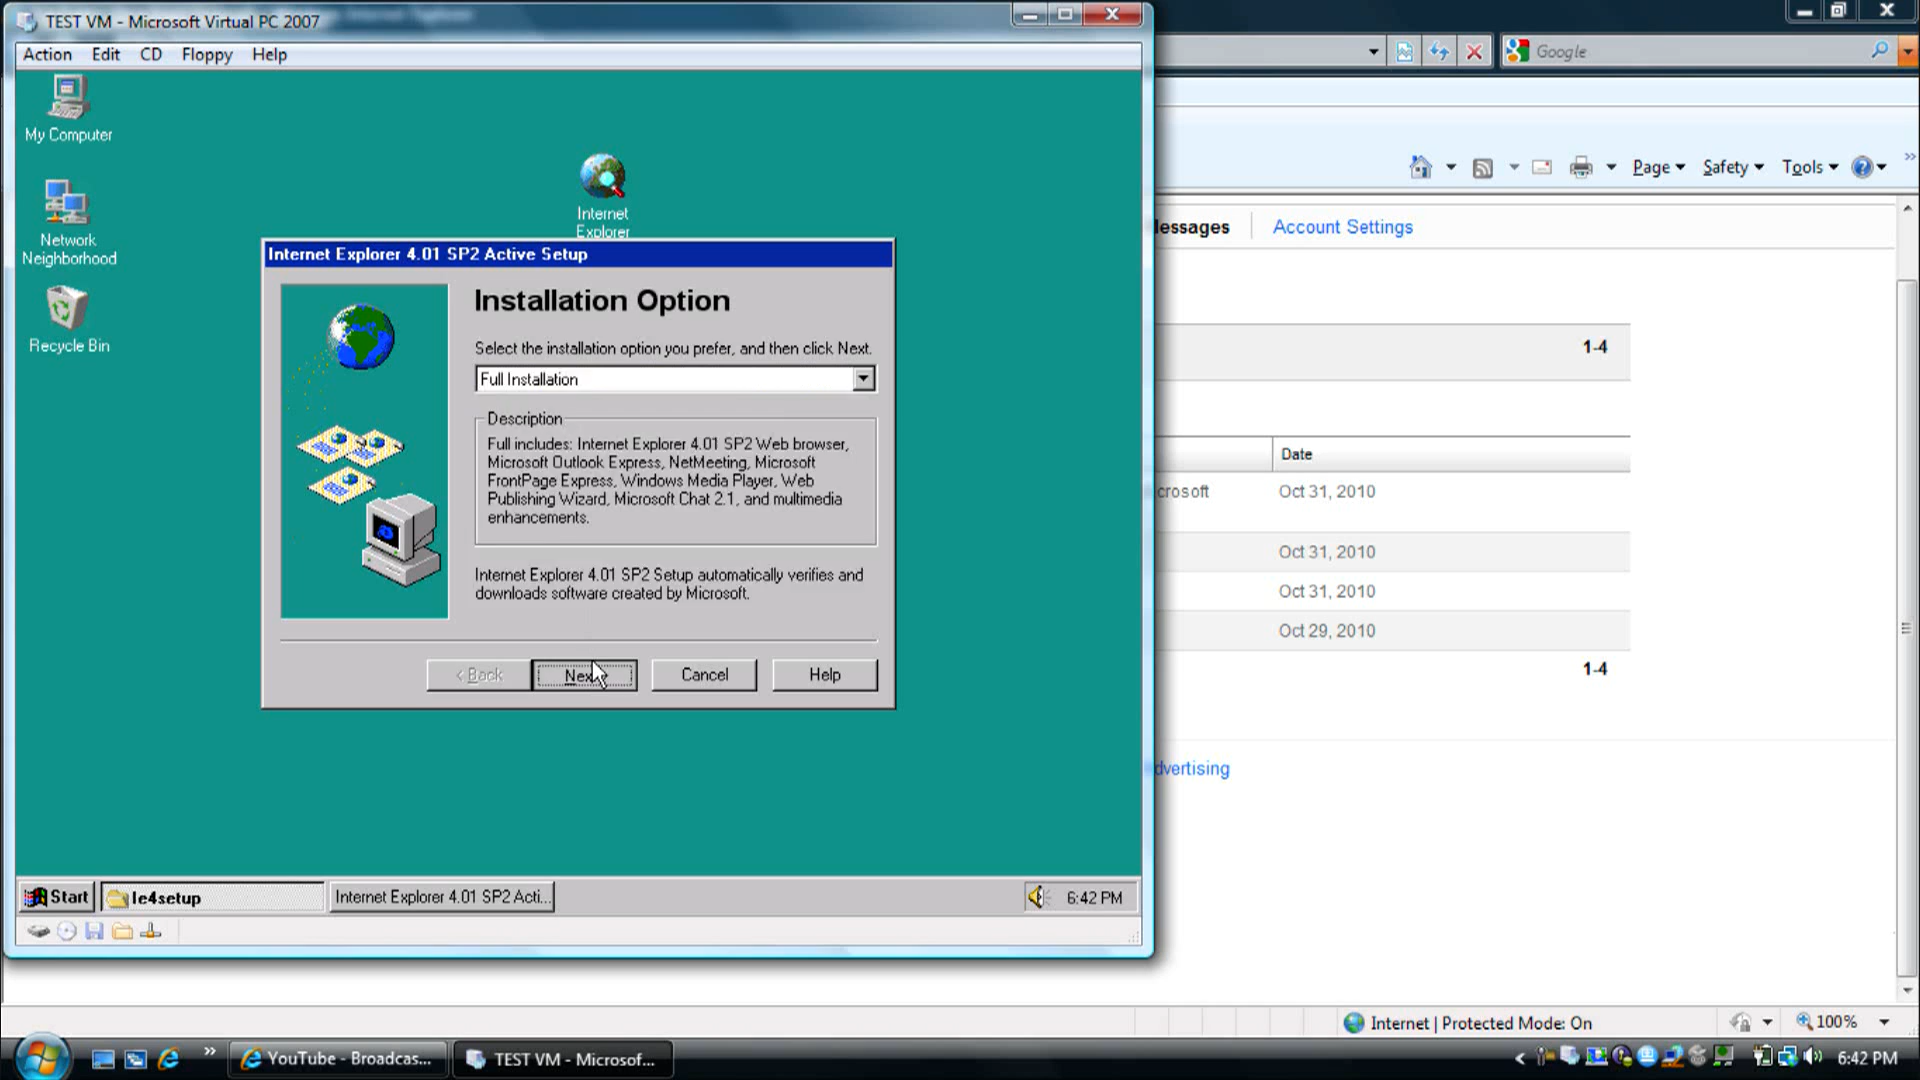 TEST VM - Microsoft Virtual PC 2007
Action Edit CD Floppy Help
Google
My Computer
Network
Neighborhood
Recycle Bin
Internet
Explorer
Page Safety Tools
Account Settings
Internet Explorer 4.01 SP2 Active Setup
Installation Option
Select the installation option you prefer, and then click Next.
Full Installation
Description
Full includes: Internet Explorer 4.01 SP2 Web browser,
Microsoft Outlook Express, NetMeeting, Microsoft
FrontPage Express, Windows Media Player, Web
Publishing Wizard, Microsoft Chat 2.1, and multimedia
enhancements.
Internet Explorer 4.01 SP2 Setup automatically verifies and
downloads software created by Microsoft.
< Back Nex Cancel Help
1-4
Date
crosoft Oct 31, 2010
Oct 31, 2010
Oct 31, 2010
Oct 29, 2010
1-4
dvertising
Start Ie4setup Internet Explorer 4.01 SP2 Acti... 6:42 PM
Internet | Protected Mode: On 100%
YouTube - Broadcas... TEST VM - Microsof... 6:42 PM